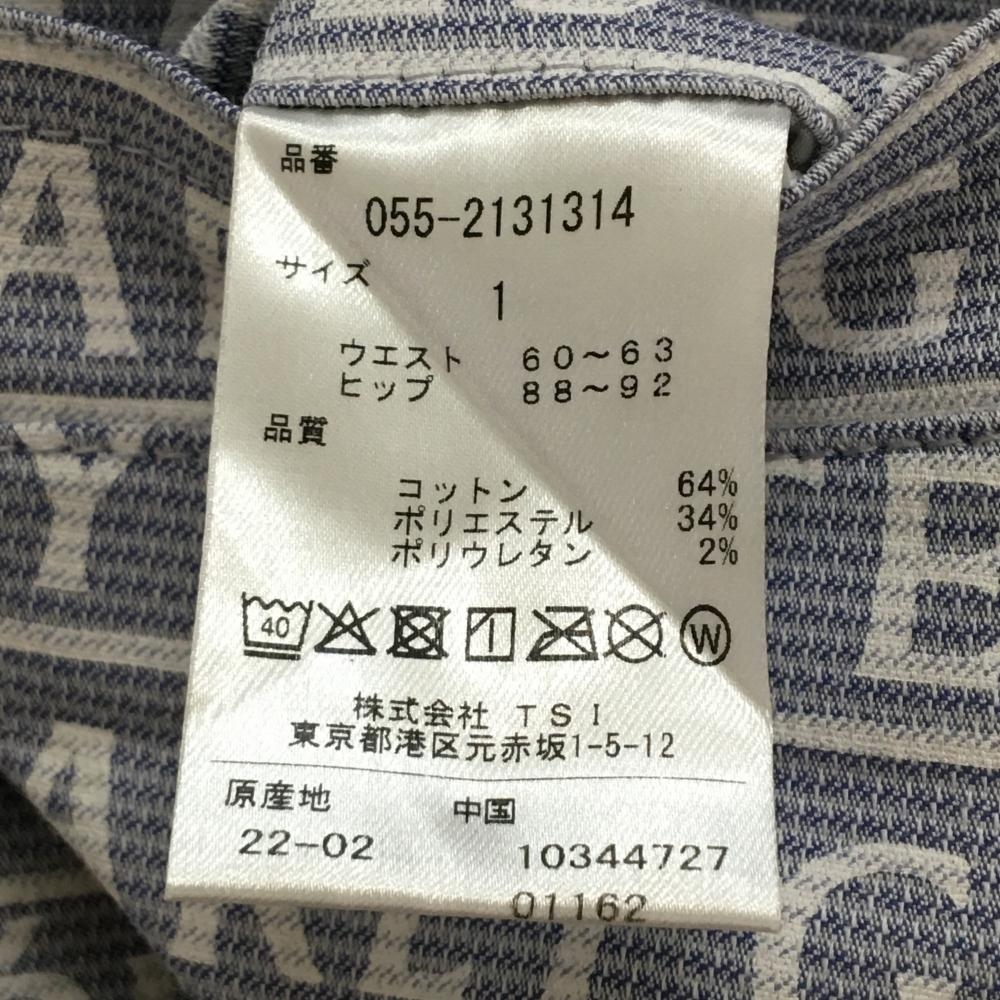 品番
055-2131314
サイズ
1
ウエスト 60～63
ヒップ 88～92
品質
コットン 64%
ポリエステル 34%
ポリウレタン 2%
40
W
株式会社 TSI
東京都港区元赤坂1-5-12
原産地 中国
22-02 10344727
01162